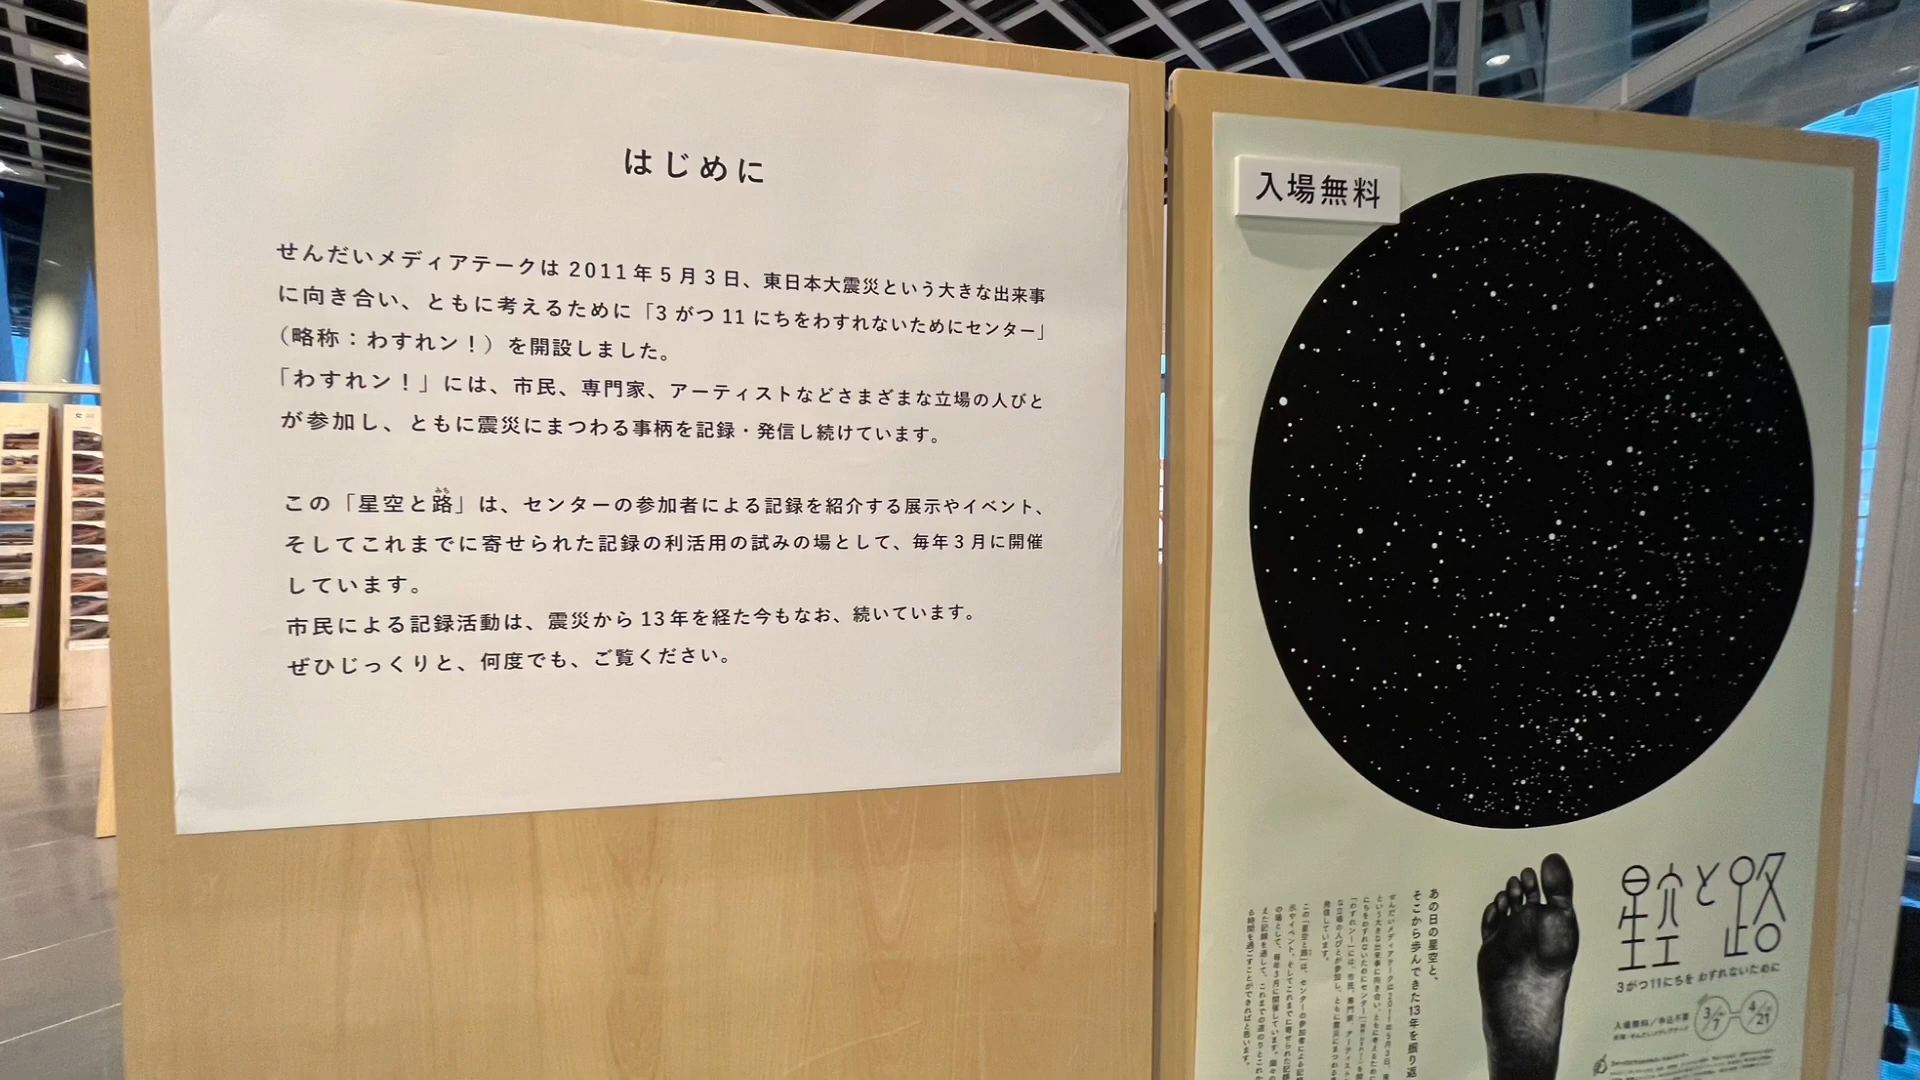 はじめに
せんだいメディアテークは 2011 年 5 月 3 日、東日本大震災という大きな出来事
に向き合い、ともに考えるために「3 がつ 11 にちをわすれないためにセンター」
（略称：わすれン！）を開設しました。
「わすれン！」には、市民、専門家、アーティストなどさまざまな立場の人びと
が参加し、ともに震災にまつわる事柄を記録・発信し続けています。
みち
この「星空と路」は、センターの参加者による記録を紹介する展示やイベント、
そしてこれまでに寄せられた記録の利活用の試みの場として、毎年 3 月に開催
しています。
市民による記録活動は、震災から 13 年を経た今もなお、続いています。
ぜひじっくりと、何度でも、ご覧ください。
入場無料
星空と路
3がつ11にちを わすれないために
入場無料／申込不要
3/7
4/21
あの日の星空と、
そこから歩んできた13年を振り返